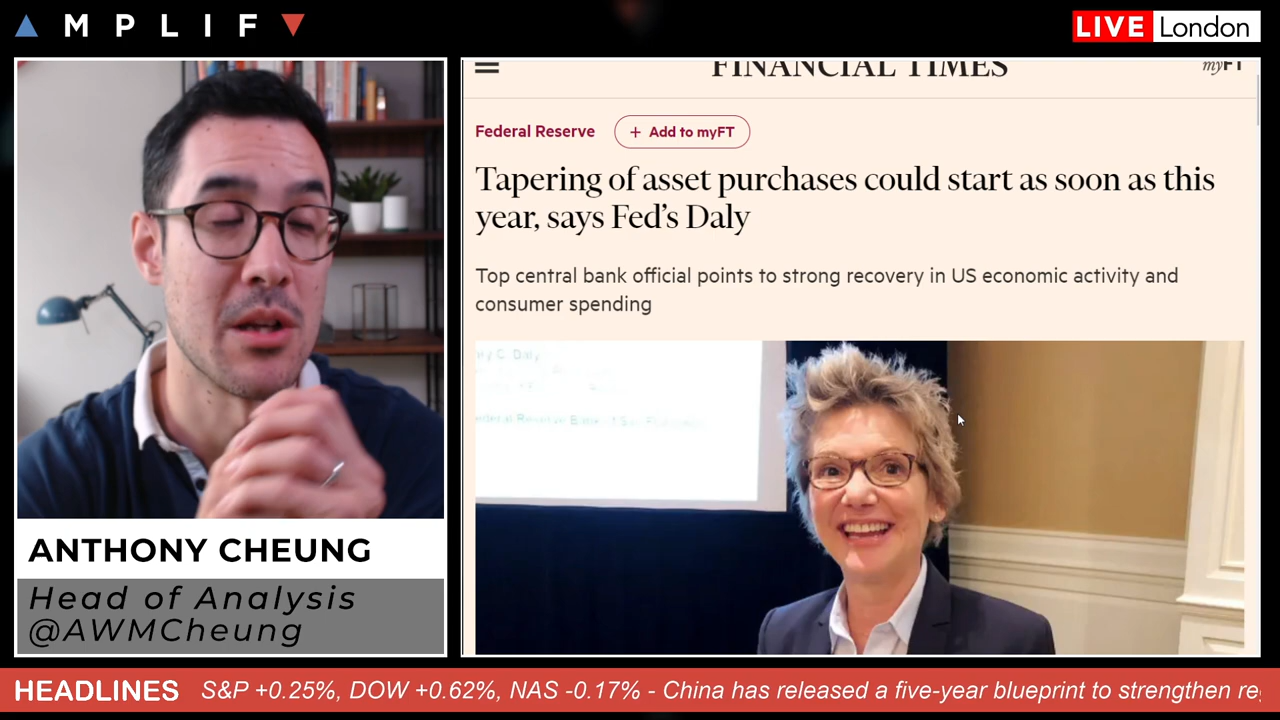 AMPLIFY
LIVE London
FINANCIAL TIMES
myFT
Federal Reserve
+ Add to myFT
Tapering of asset purchases could start as soon as this
year, says Fed's Daly
Top central bank official points to strong recovery in US economic activity and
consumer spending
C. Daly
ANTHONY CHEUNG
Head of Analysis
@AWMCheung
HEADLINES S&P +0.25%, DOW +0.62%, NAS -0.17% - China has released a five-year blueprint to strengthen